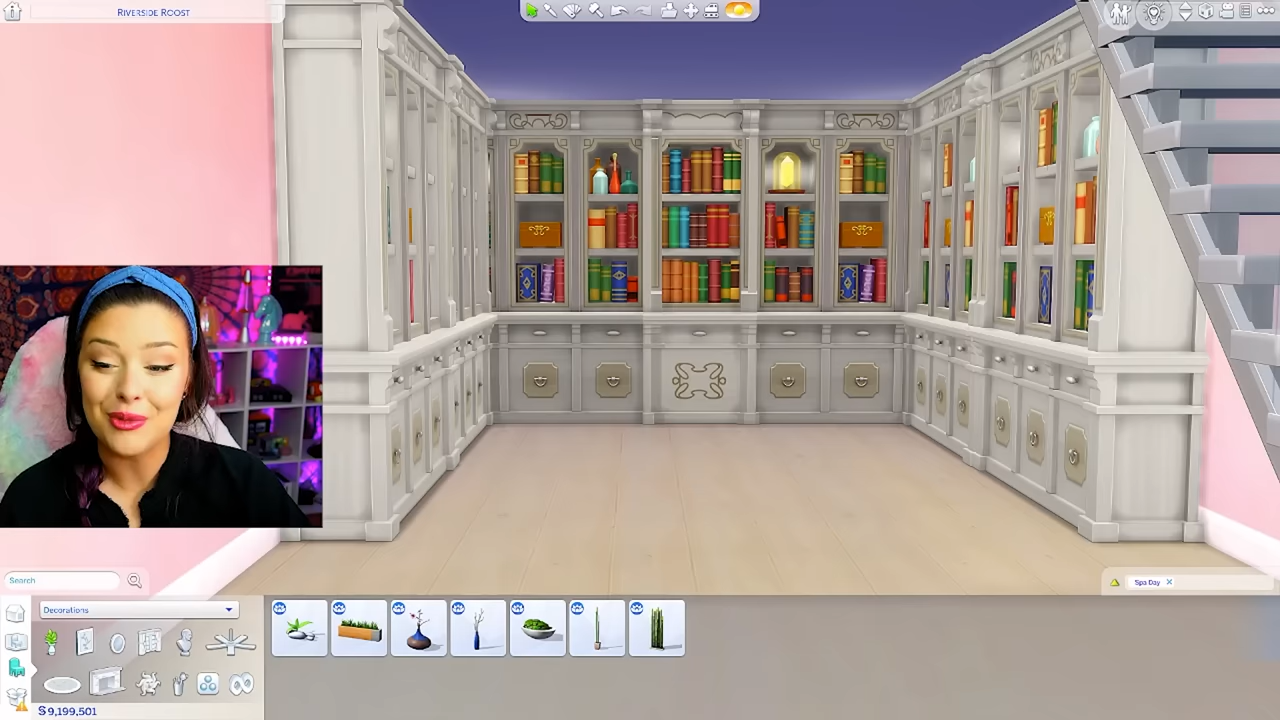 RIVERSIDE ROOST
Search
Spa Day
Decorations
$9,199,501